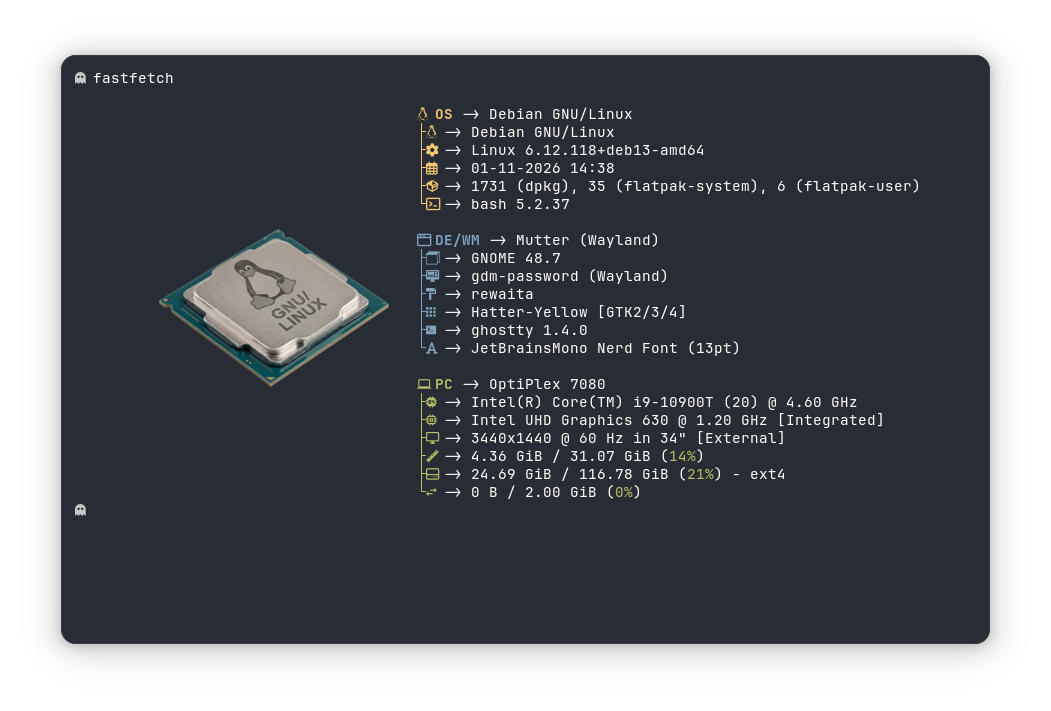 fastfetch
OS → Debian GNU/Linux
→ Debian GNU/Linux
→ Linux 6.12.118+deb13-amd64
→ 01-11-2026 14:38
→ 1731 (dpkg), 35 (flatpak-system), 6 (flatpak-user)
→ bash 5.2.37
DE/WM → Mutter (Wayland)
→ GNOME 48.7
→ gdm-password (Wayland)
→ rewaita
→ Hatter-Yellow [GTK2/3/4]
→ ghostty 1.4.0
→ JetBrainsMono Nerd Font (13pt)
GNU/
LINUX
PC → OptiPlex 7080
→ Intel(R) Core(TM) i9-10900T (20) @ 4.60 GHz
→ Intel UHD Graphics 630 @ 1.20 GHz [Integrated]
→ 3440x1440 @ 60 Hz in 34" [External]
→ 4.36 GiB / 31.07 GiB (14%)
→ 24.69 GiB / 116.78 GiB (21%) - ext4
→ 0 B / 2.00 GiB (0%)